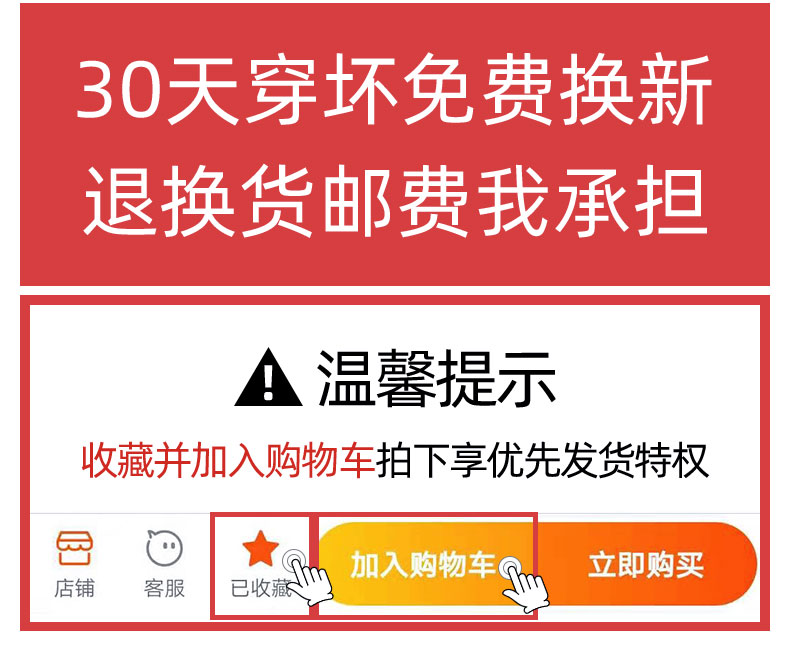 30天穿坏免费换新
退换货邮费我承担
温馨提示
收藏并加入购物车拍下享优先发货特权
店铺
客服
已收藏
加入购物车
立即购买